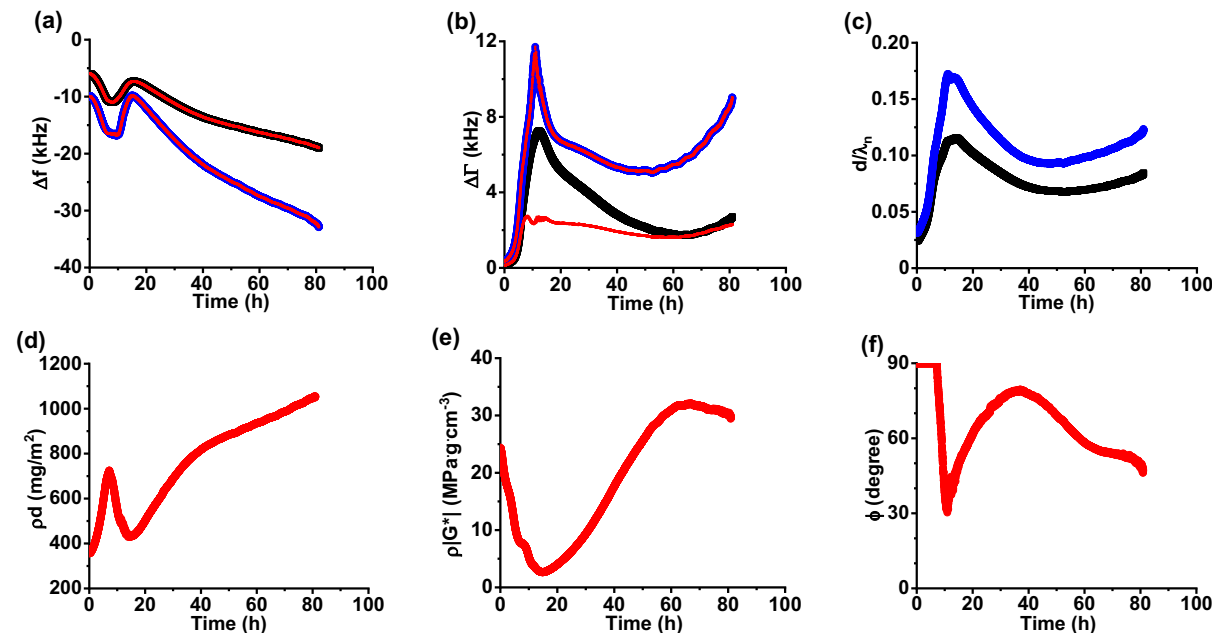 (a)
0
-10
-20
-30
-40
Δf (kHz)
0 20 40 60 80 100
Time (h)
(b)
12
8
4
0
ΔΓ (kHz)
0 20 40 60 80 100
Time (h)
(c)
0.20
0.15
0.10
0.05
0
d/λn
0 20 40 60 80 100
Time (h)
(d)
1200
1000
800
600
400
200
ρd (mg/m²)
0 20 40 60 80 100
Time (h)
(e)
40
30
20
10
0
ρ|G*| (MPa·g·cm⁻³)
0 20 40 60 80 100
Time (h)
(f)
90
60
30
0
ϕ (degree)
0 20 40 60 80 100
Time (h)